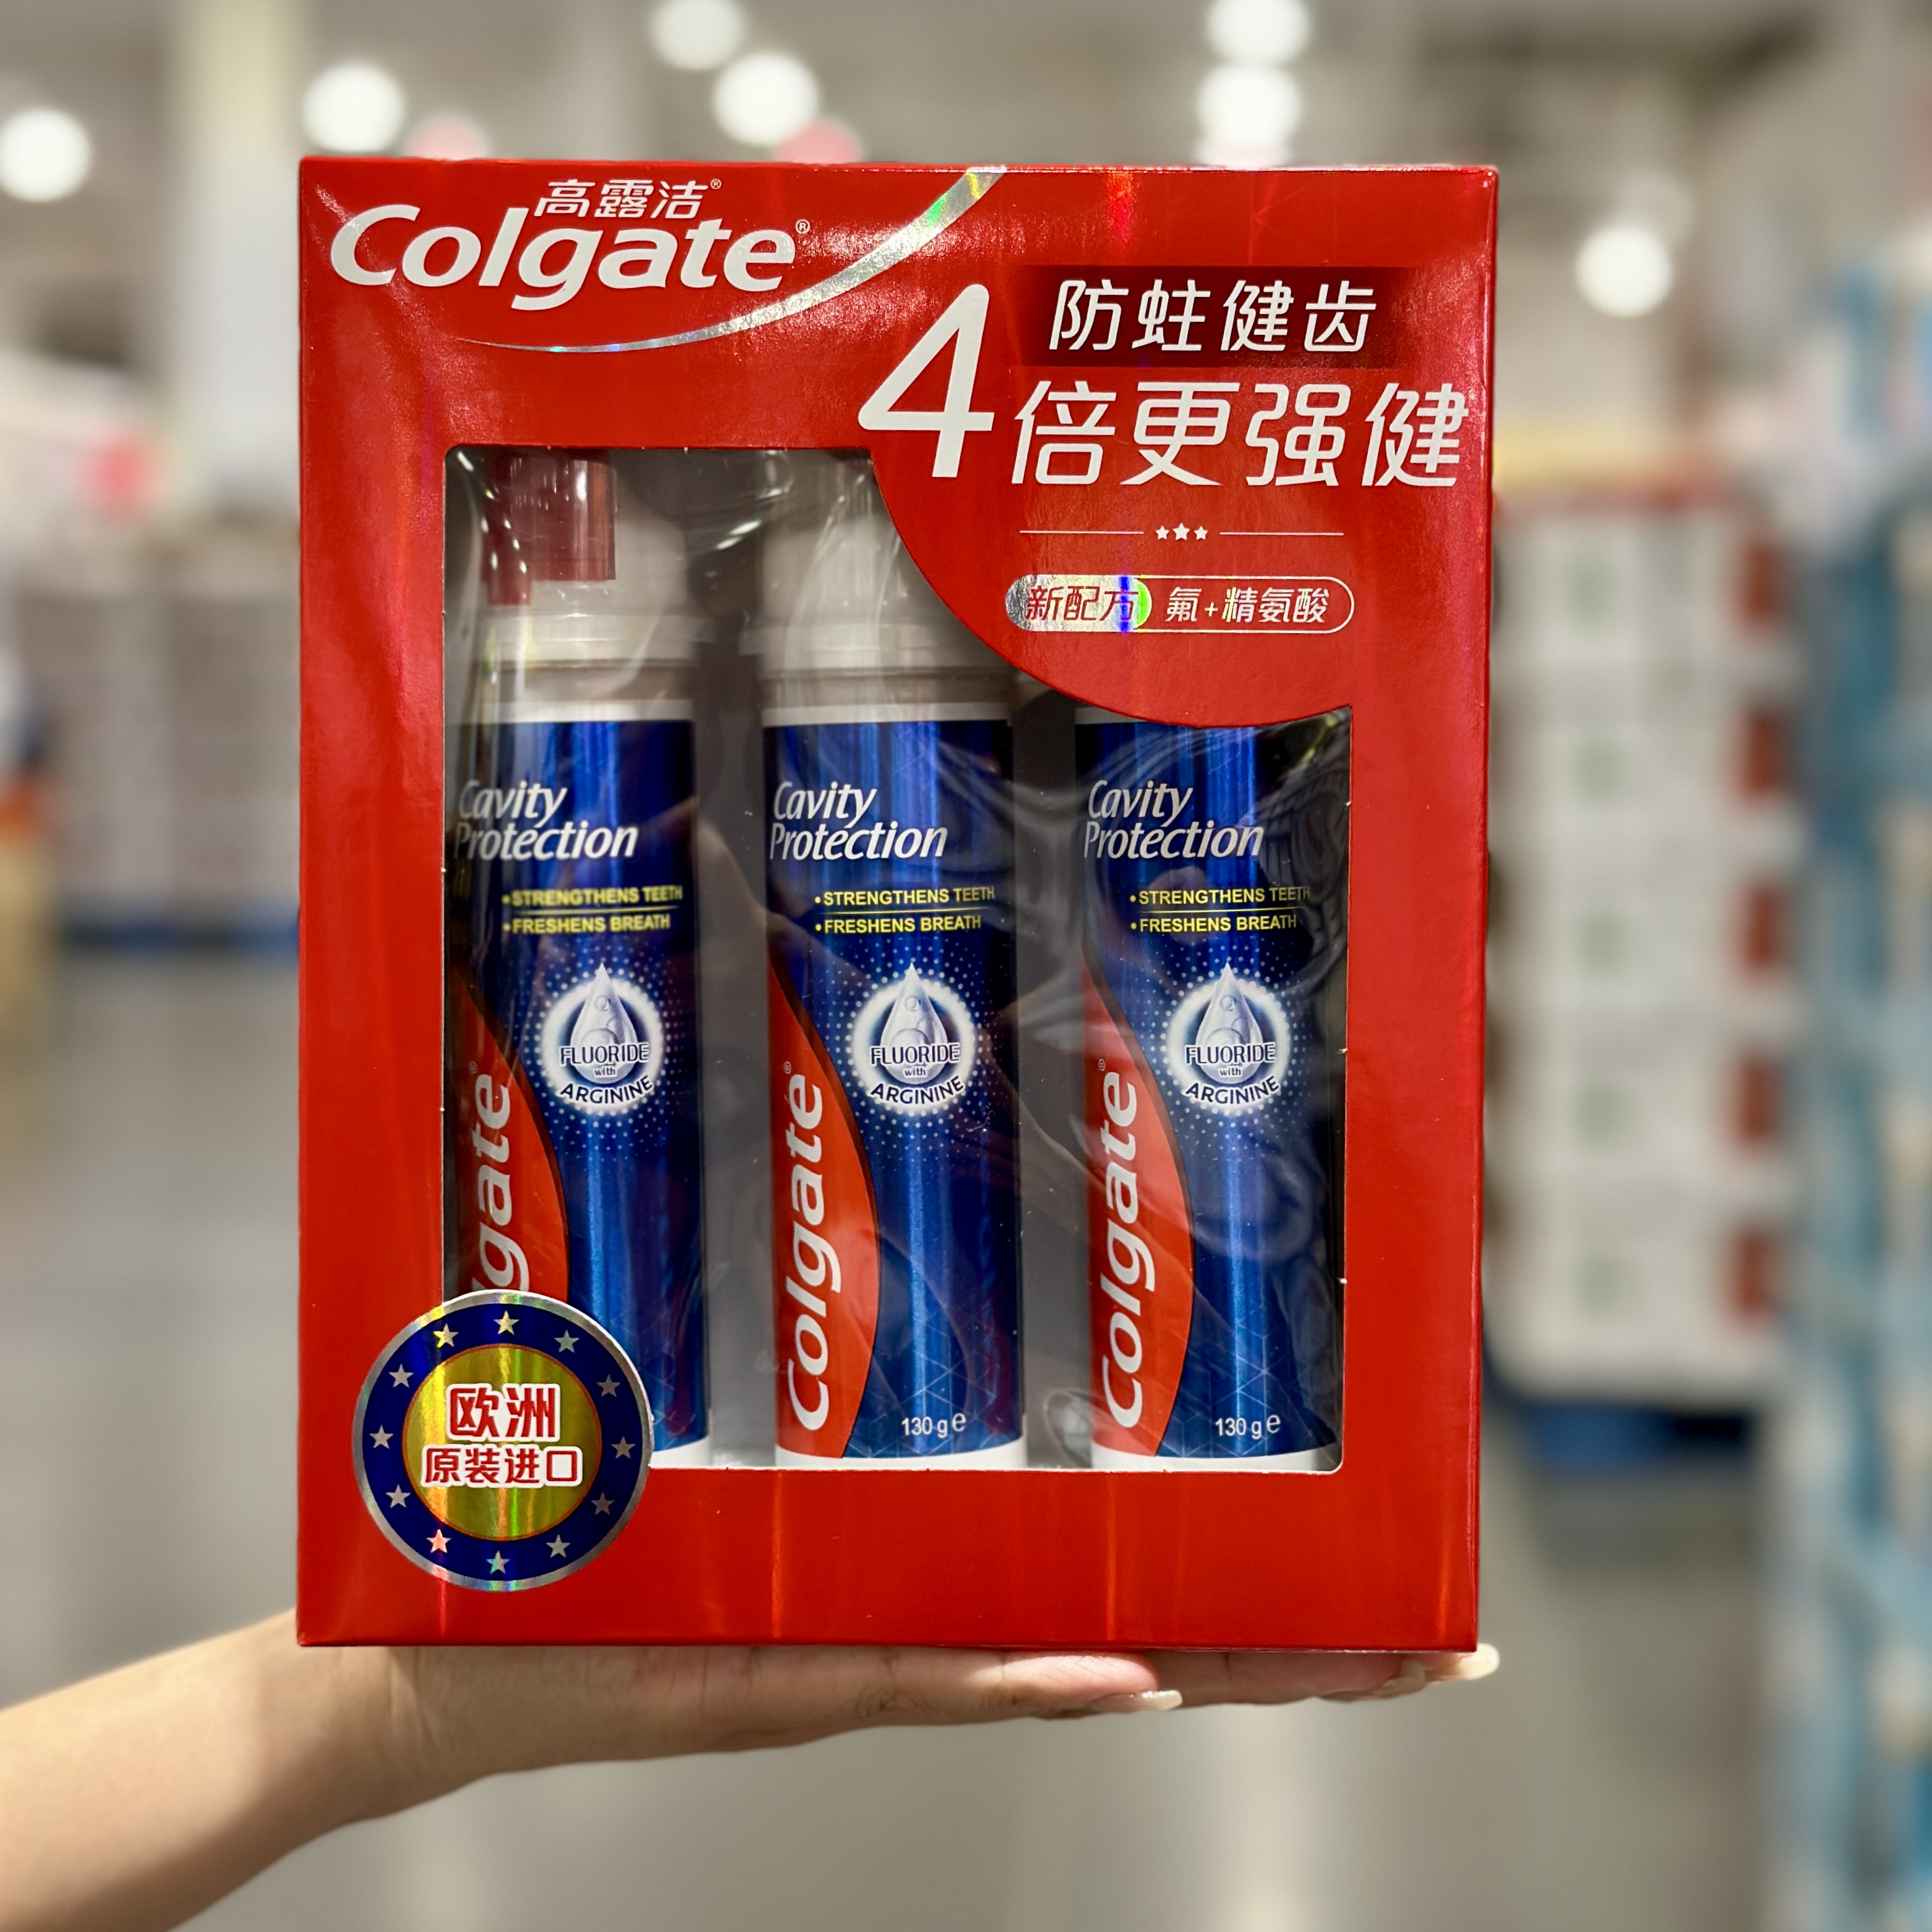 高露洁®
Colgate®
防蛀健齿
4倍更强健
新配方 氟+精氨酸
Cavity
Protection
•STRENGTHENS TEETH
•FRESHENS BREATH
FLUORIDE
with
ARGININE
Colgate®
Cavity
Protection
•STRENGTHENS TEETH
•FRESHENS BREATH
FLUORIDE
with
ARGININE
Colgate®
130 g e
Cavity
Protection
•STRENGTHENS TEETH
•FRESHENS BREATH
FLUORIDE
with
ARGININE
Colgate®
130 g e
欧洲
原装进口